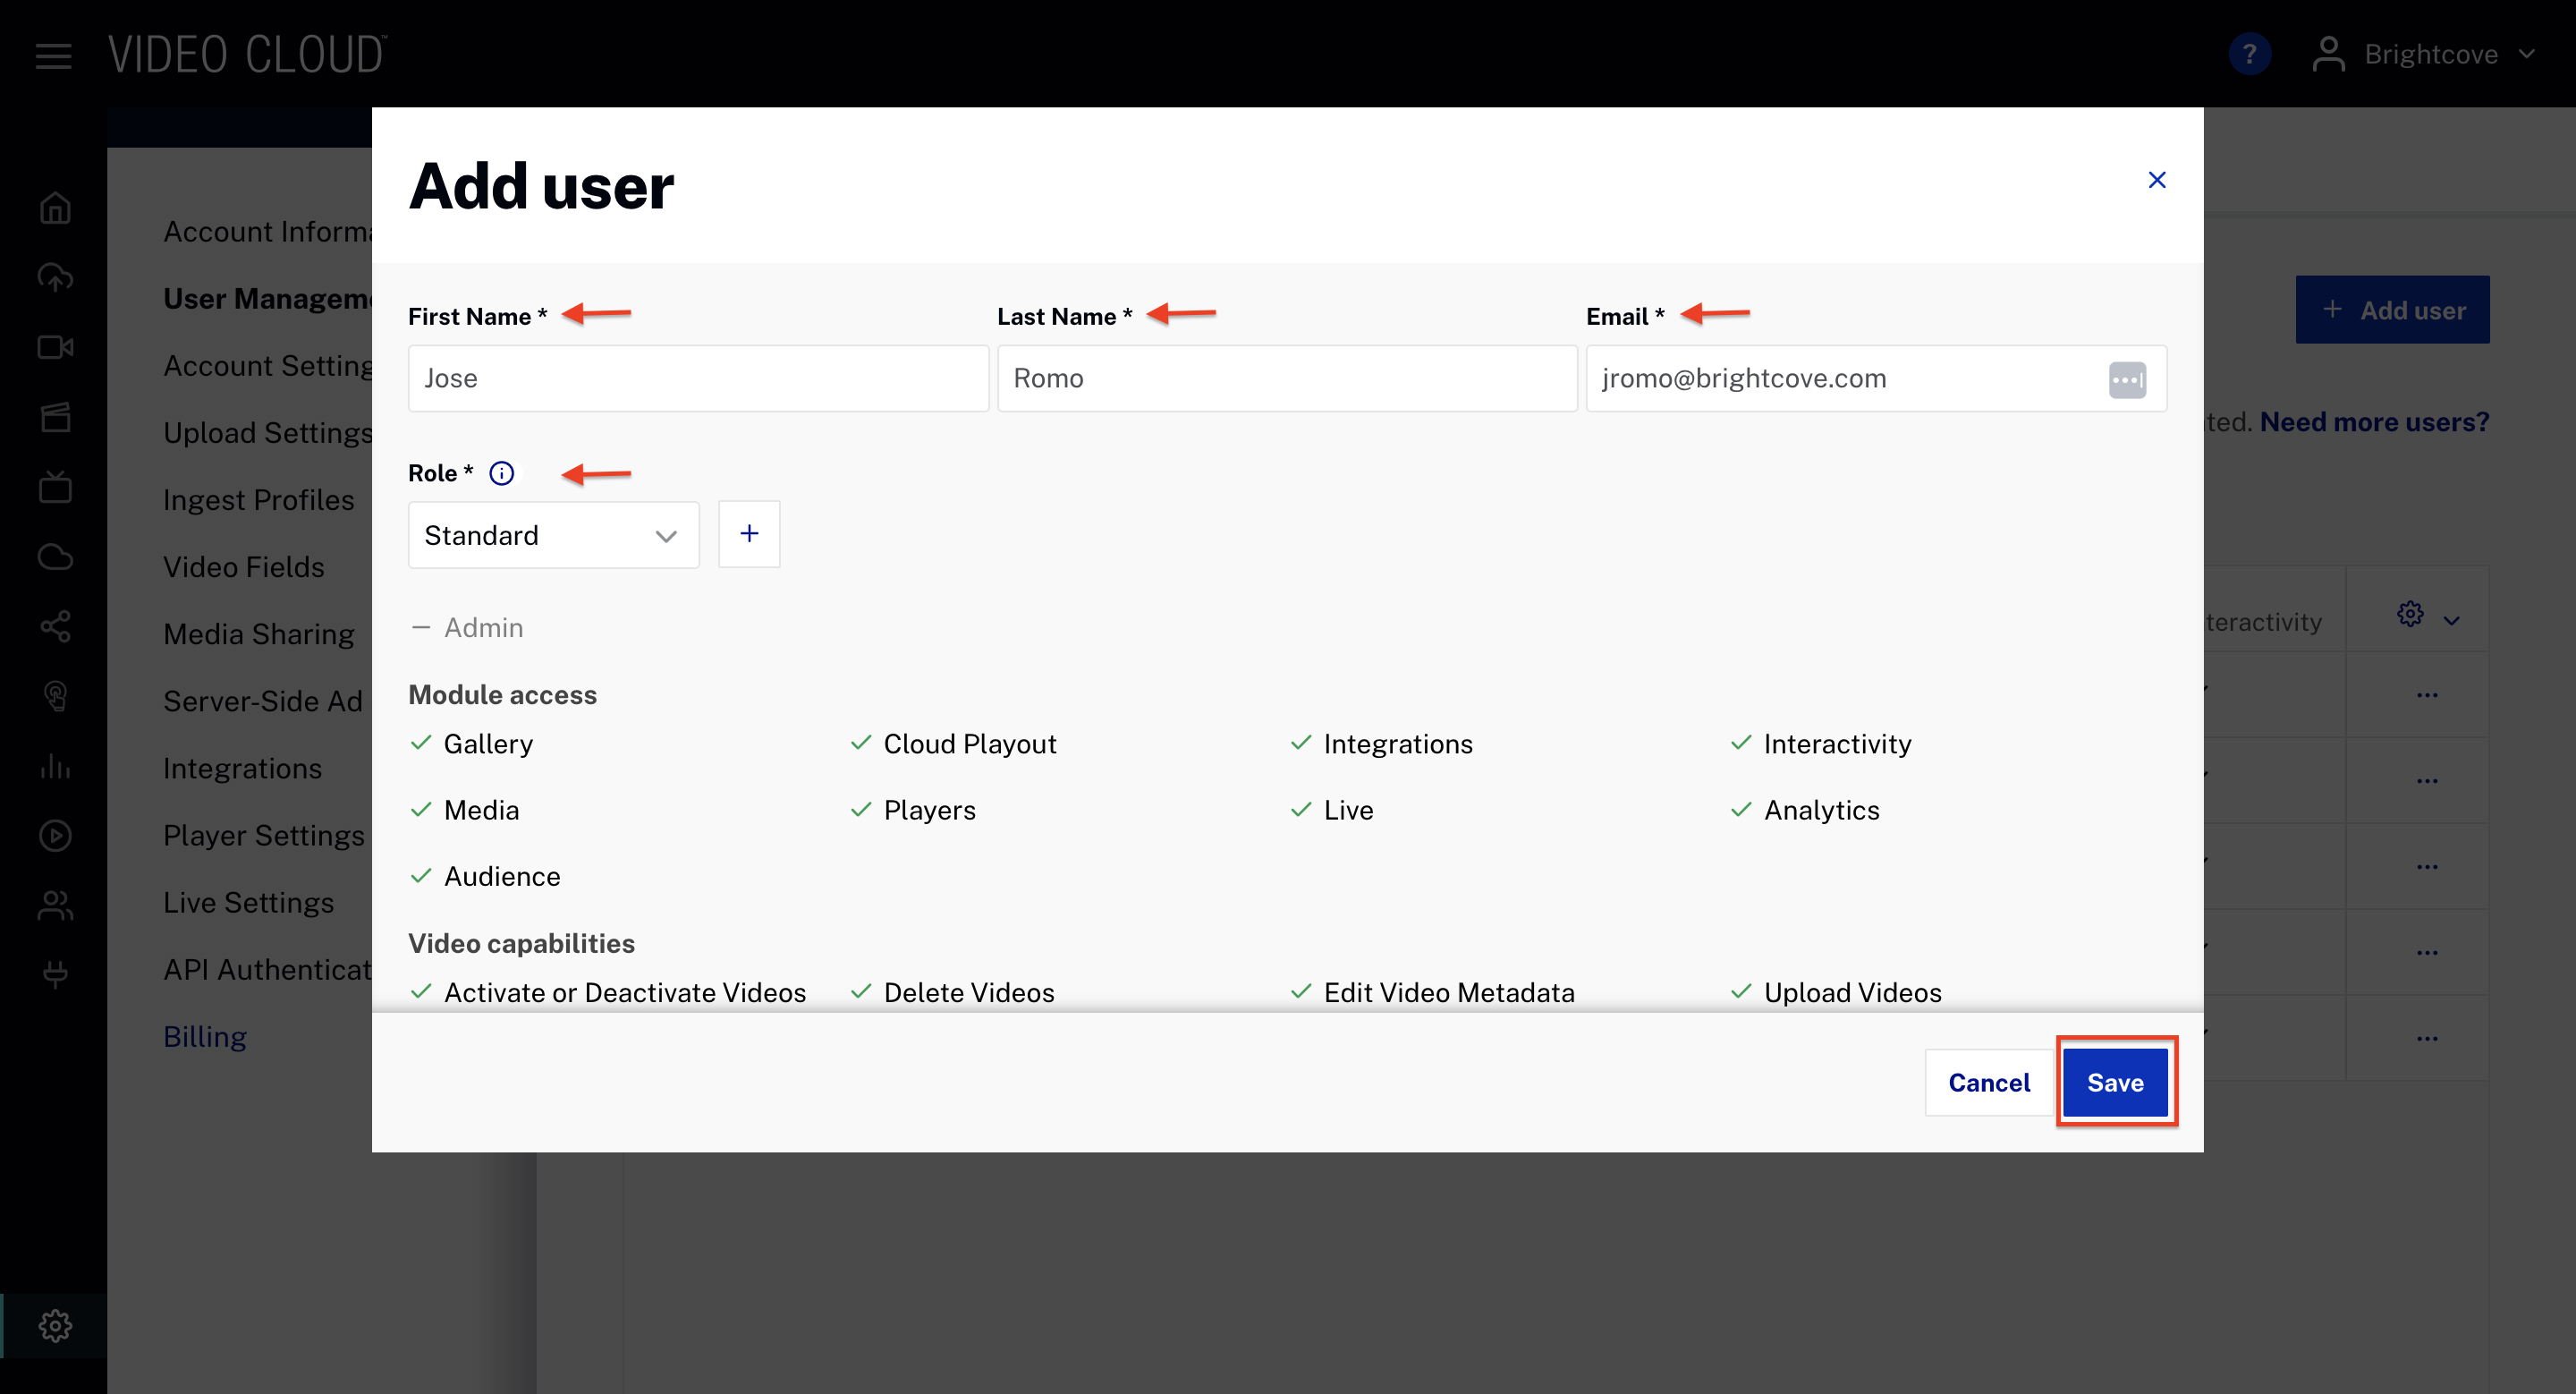 VIDEO CLOUD™
? Brightcove
Add user
Account Informa
User Managem
Account Setting
Upload Settings
Ingest Profiles
Video Fields
Media Sharing
Server-Side Ad
Integrations
Player Settings
Live Settings
API Authenticat
Billing
First Name *
Last Name *
Email *
Jose
Romo
jromo@brightcove.com
Role *
Standard
+
— Admin
Module access
Gallery
Cloud Playout
Integrations
Interactivity
Media
Players
Live
Analytics
Audience
Video capabilities
Activate or Deactivate Videos
Delete Videos
Edit Video Metadata
Upload Videos
Cancel
Save
+ Add user
ted. Need more users?
teractivity